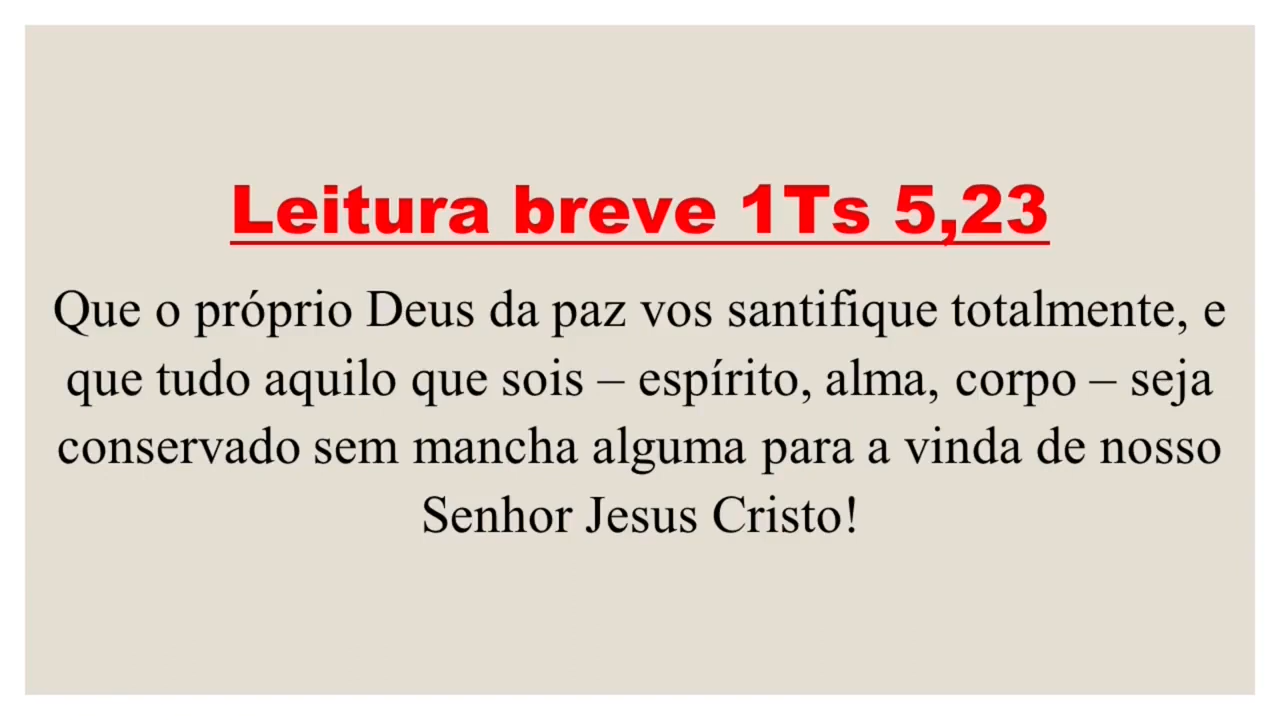 Leitura breve 1Ts 5,23
Que o próprio Deus da paz vos santifique totalmente, e
que tudo aquilo que sois – espírito, alma, corpo – seja
conservado sem mancha alguma para a vinda de nosso
Senhor Jesus Cristo!